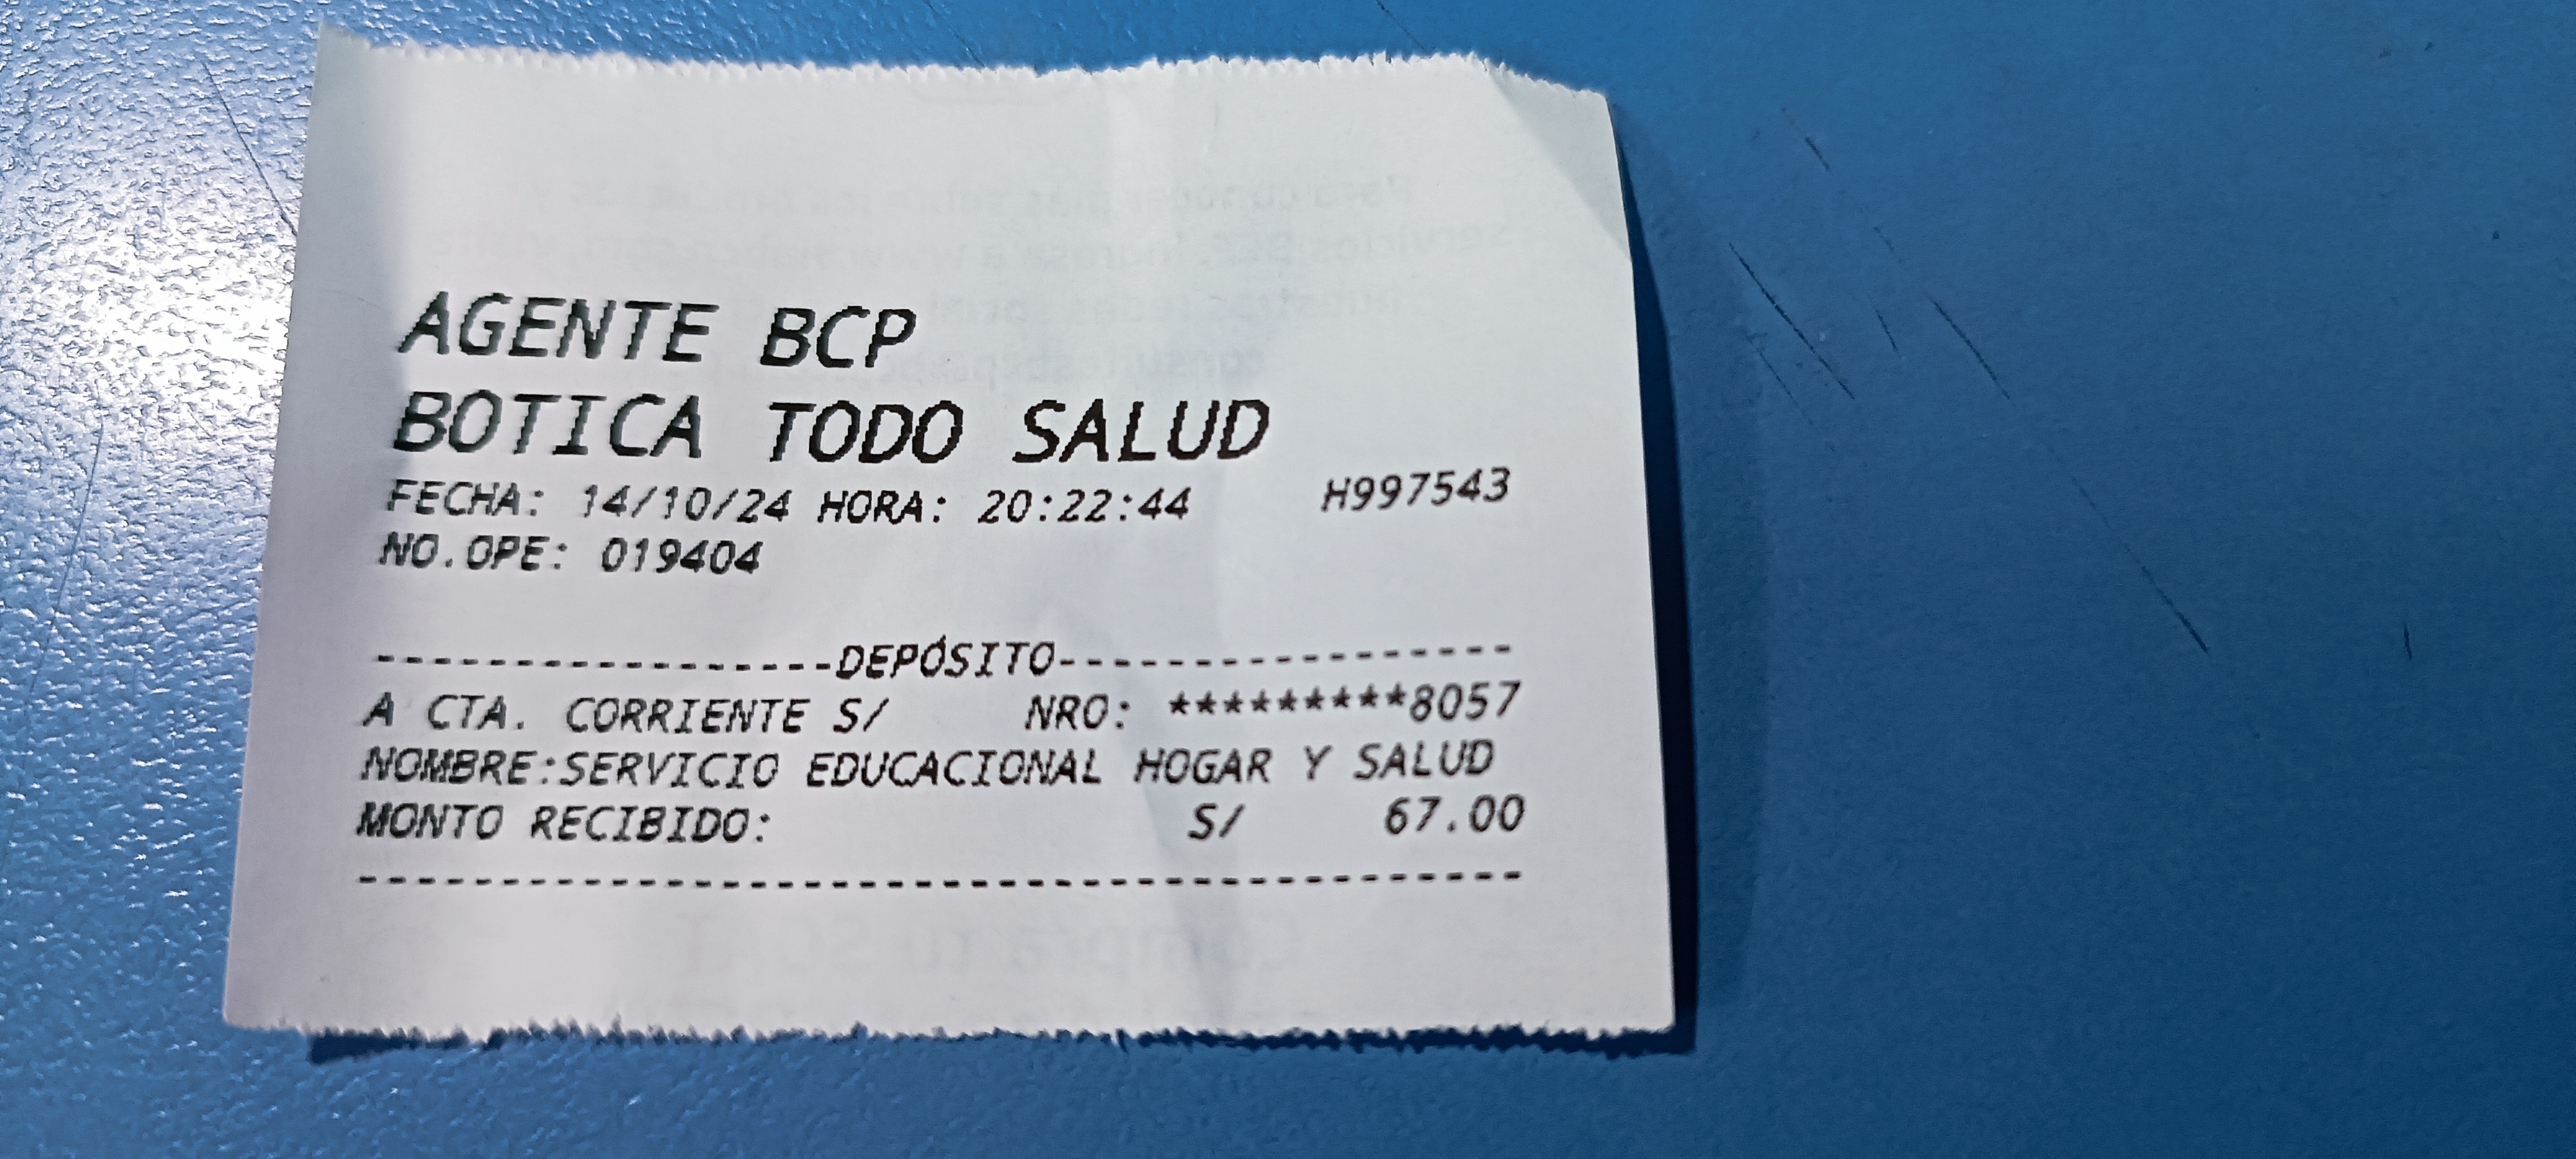 AGENTE BCP
BOTICA TODO SALUD
FECHA: 14/10/24 HORA: 20:22:44 H997543
NO.OPE: 019404
-----------------DEPÓSITO-----------------
A CTA. CORRIENTE S/ NRO: *********8057
NOMBRE:SERVICIO EDUCACIONAL HOGAR Y SALUD
MONTO RECIBIDO: S/ 67.00